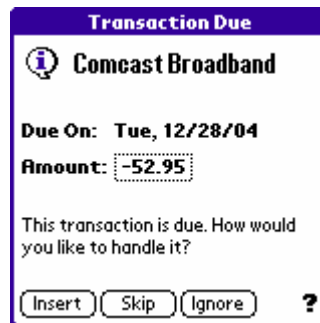 Transaction Due
Comcast Broadband
Due On: Tue, 12/28/04
Amount: -52.95
This transaction is due. How would
you like to handle it?
Insert Skip Ignore ?